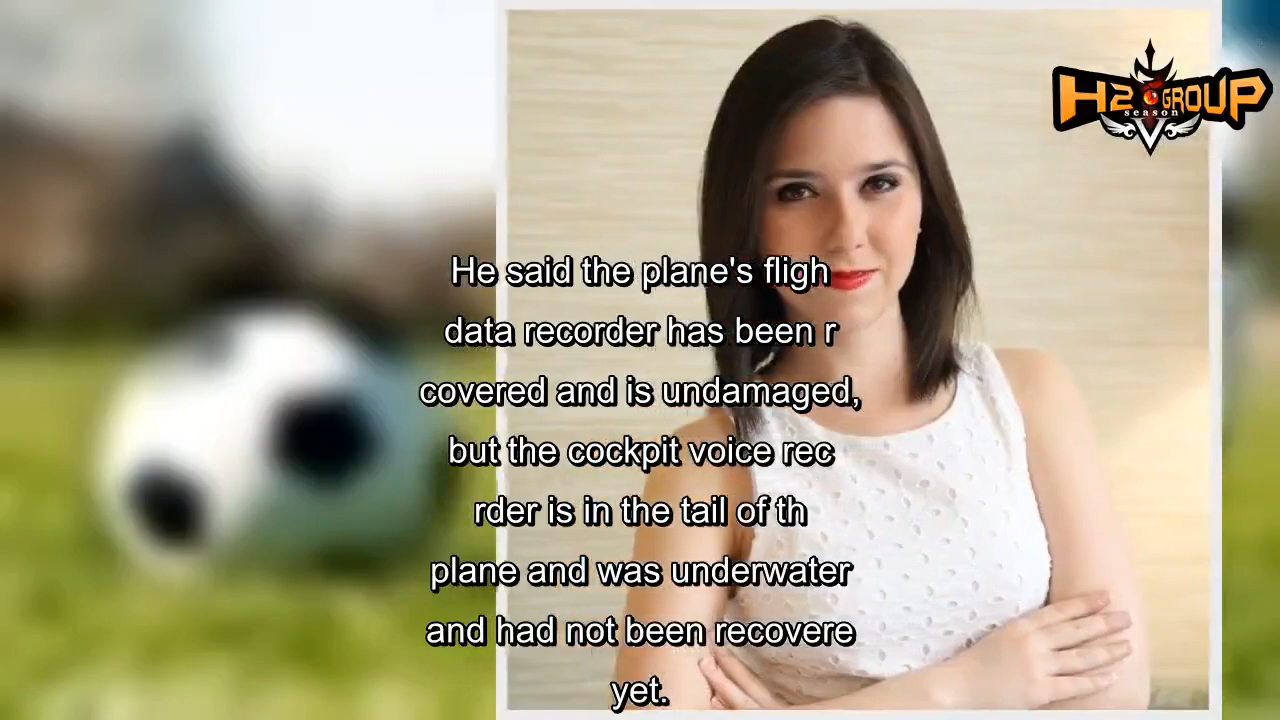 H2 GROUP
season
He said the plane's fligh
data recorder has been r
covered and is undamaged,
but the cockpit voice rec
rder is in the tail of th
plane and was underwater
and had not been recovere
yet.